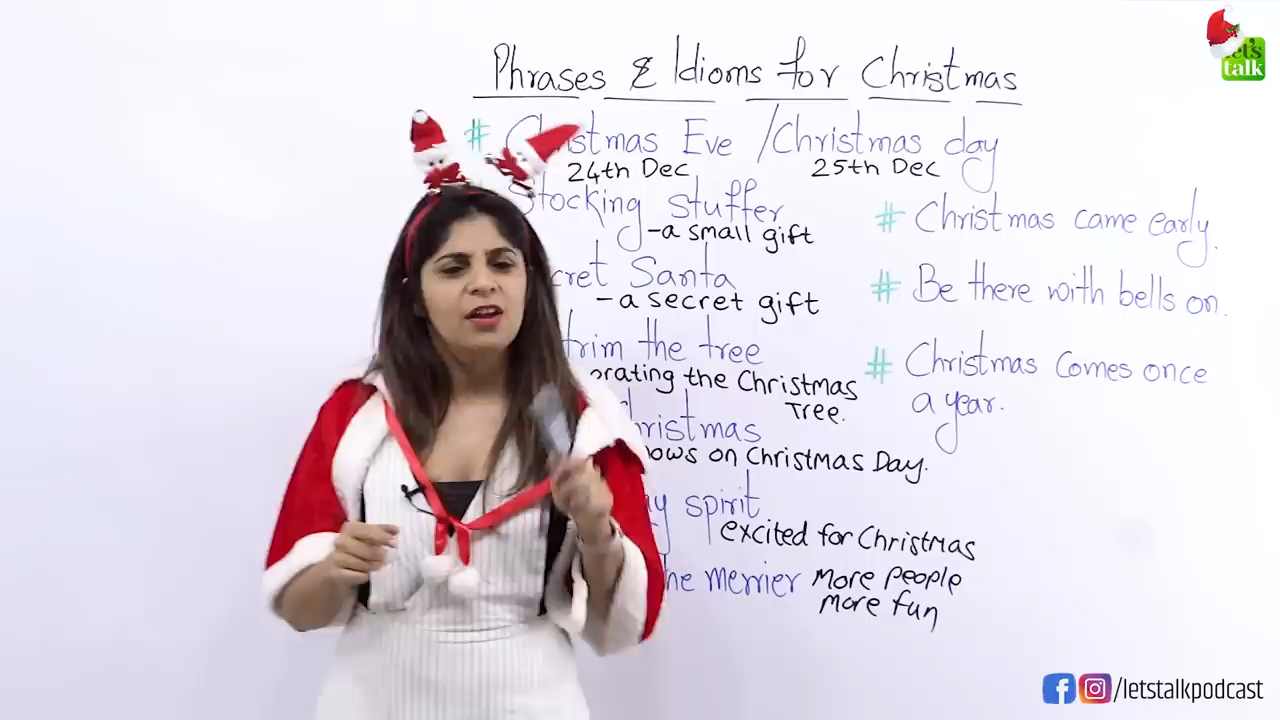 Phrases & Idioms for Christmas
# Christmas Eve / Christmas day
24th Dec 25th Dec
Stocking stuffer
- a small gift
Santa
- a secret gift
trim the tree
the Christmas
Tree.
on Christmas Day.
spirit
excited for Christmas
merrier More people
more fun
# Christmas came early.
# Be there with bells on.
# Christmas comes once
a year.
let's
talk
/letstalkpodcast